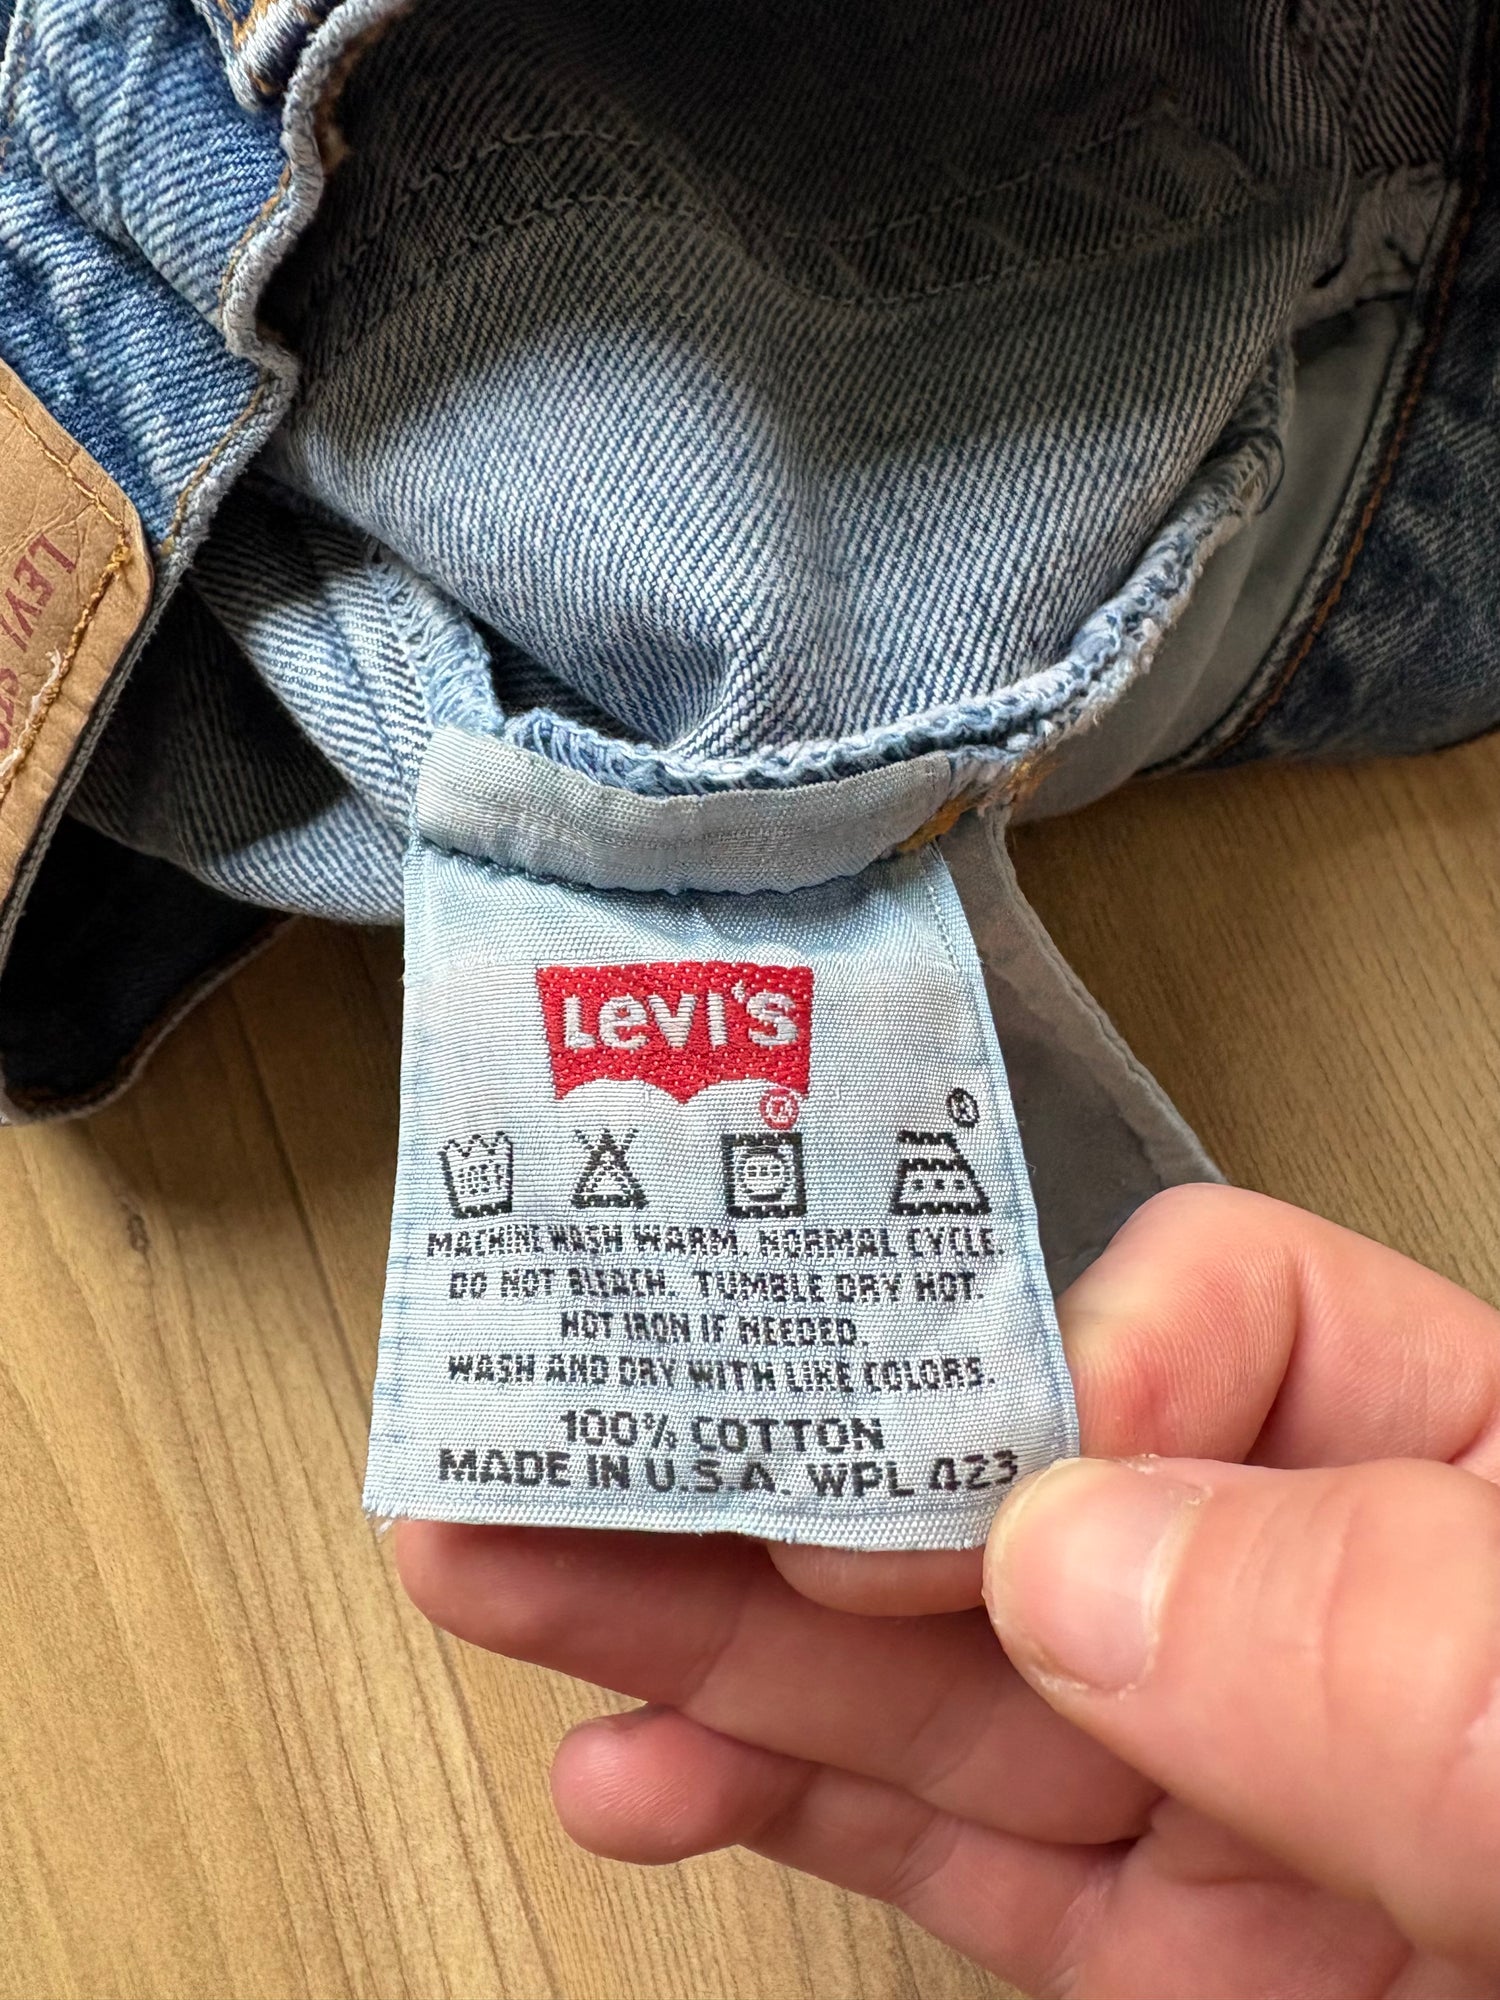 LEVI
Levi's
®
®
MACHINE WASH WARM. NORMAL CYCLE.
DO NOT BLEACH. TUMBLE DRY HOT.
HOT IRON IF NEEDED.
WASH AND DRY WITH LIKE COLORS.
100% COTTON
MADE IN U.S.A. WPL 423